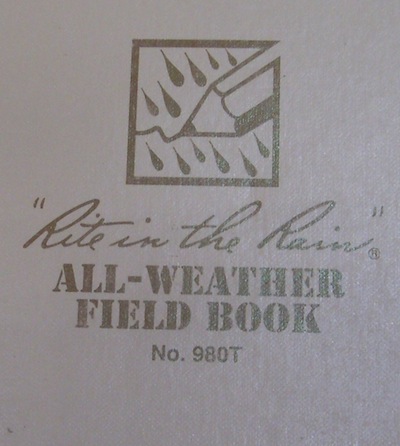 "Rite in the Rain"®
ALL-WEATHER
FIELD BOOK
No. 980T